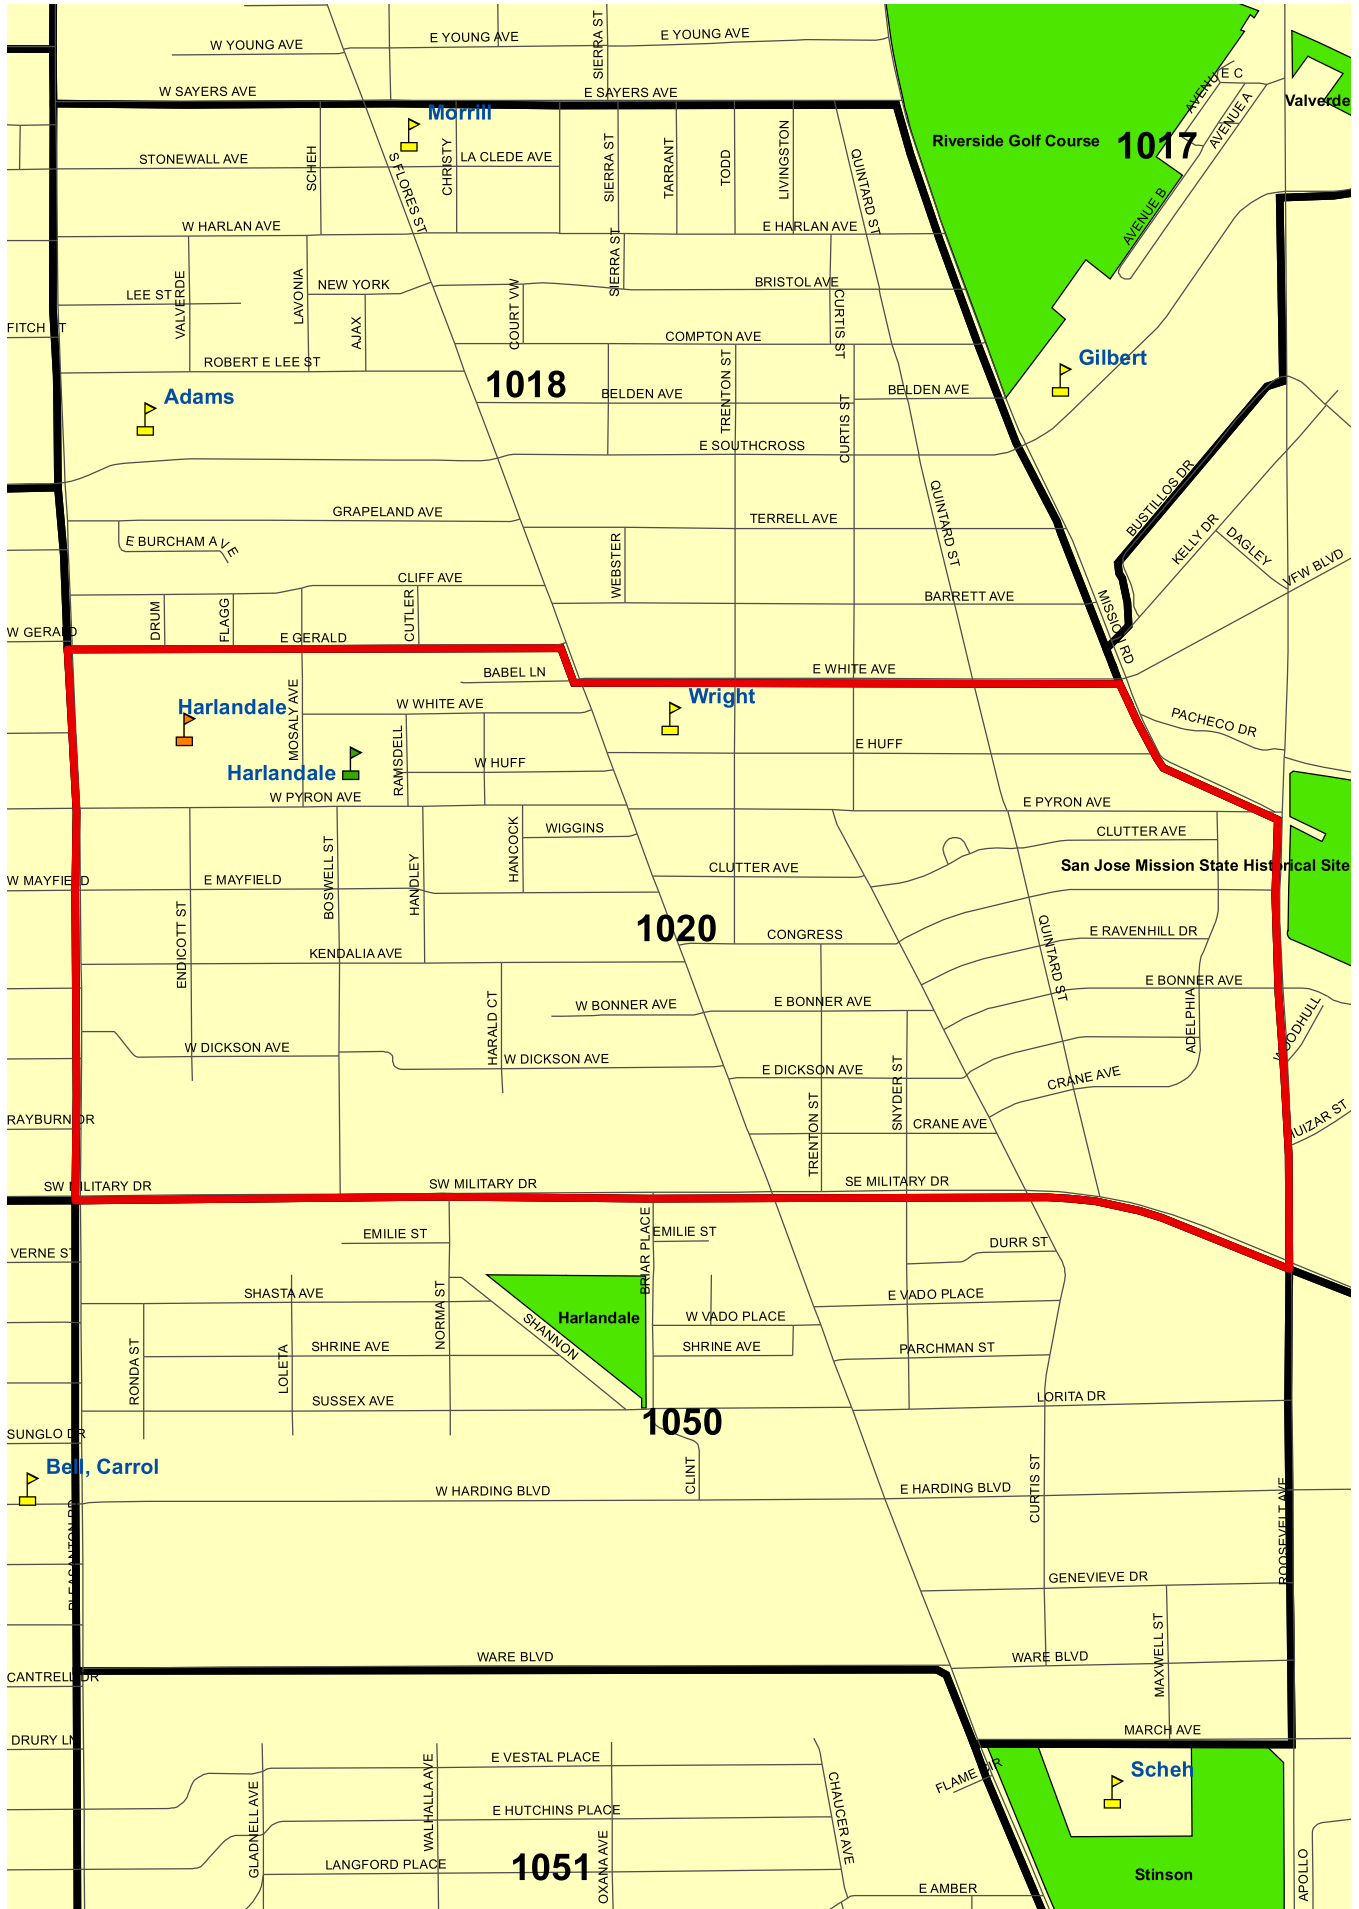 W YOUNG AVE
E YOUNG AVE
SIERRA ST
E YOUNG AVE
W SAYERS AVE
E SAYERS AVE
AVENUE C
AVENUE A
Valverde
Morrill
Riverside Golf Course
1017
STONEWALL AVE
SCHEH
S FLORES ST
CHRISTY
LA CLEDE AVE
SIERRA ST
TARRANT
TODD
LIVINGSTON
QUINTARD ST
AVENUE B
W HARLAN AVE
E HARLAN AVE
LEE ST
VALVERDE
LAVONIA
NEW YORK
AJAX
COURT VW
SIERRA ST
BRISTOL AVE
CURTIS ST
FITCH ST
ROBERT E LEE ST
COMPTON AVE
TRENTON ST
Gilbert
Adams
1018
BELDEN AVE
BELDEN AVE
CURTIS ST
E SOUTHCROSS
GRAPELAND AVE
TERRELL AVE
QUINTARD ST
BUSTILLOS DR
KELLY DR
DAGLEY
VFW BLVD
E BURCHAM AVE
WEBSTER
CLIFF AVE
BARRETT AVE
MISSION RD
DRUM
FLAGG
CUTLER
W GERALD
E GERALD
BABEL LN
E WHITE AVE
Harlandale
MOSALY AVE
W WHITE AVE
Wright
PACHECO DR
Harlandale
RAMSDELL
W HUFF
E HUFF
W PYRON AVE
E PYRON AVE
BOSWELL ST
HANDLEY
HANCOCK
WIGGINS
CLUTTER AVE
CLUTTER AVE
San Jose Mission State Historical Site
W MAYFIELD
E MAYFIELD
ENDICOTT ST
1020
CONGRESS
QUINTARD ST
E RAVENHILL DR
KENDALIA AVE
E BONNER AVE
HARALD CT
W BONNER AVE
E BONNER AVE
ADELPHIA
WOODHULL
W DICKSON AVE
W DICKSON AVE
E DICKSON AVE
SNYDER ST
CRANE AVE
TRENTON ST
CRANE AVE
RAYBURN DR
HUIZAR ST
SW MILITARY DR
SW MILITARY DR
SE MILITARY DR
VERNE ST
EMILIE ST
BRIAR PLACE
EMILIE ST
DURR ST
SHASTA AVE
NORMA ST
Harlandale
W VADO PLACE
E VADO PLACE
RONDA ST
LOLETA
SHRINE AVE
SHANNON
SHRINE AVE
PARCHMAN ST
SUSSEX AVE
1050
LORITA DR
SUNGLO DR
Bell, Carrol
CLINT
CURTIS ST
W HARDING BLVD
E HARDING BLVD
PLEASANTON RD
ROOSEVELT AVE
GENEVIEVE DR
MAXWELL ST
CANTRELL DR
WARE BLVD
WARE BLVD
DRURY LN
MARCH AVE
E VESTAL PLACE
FLAME CIR
Scheh
GLADNELL AVE
WALHALLA AVE
E HUTCHINS PLACE
CHAUCER AVE
LANGFORD PLACE
1051
OXANA AVE
E AMBER
Stinson
APOLLO